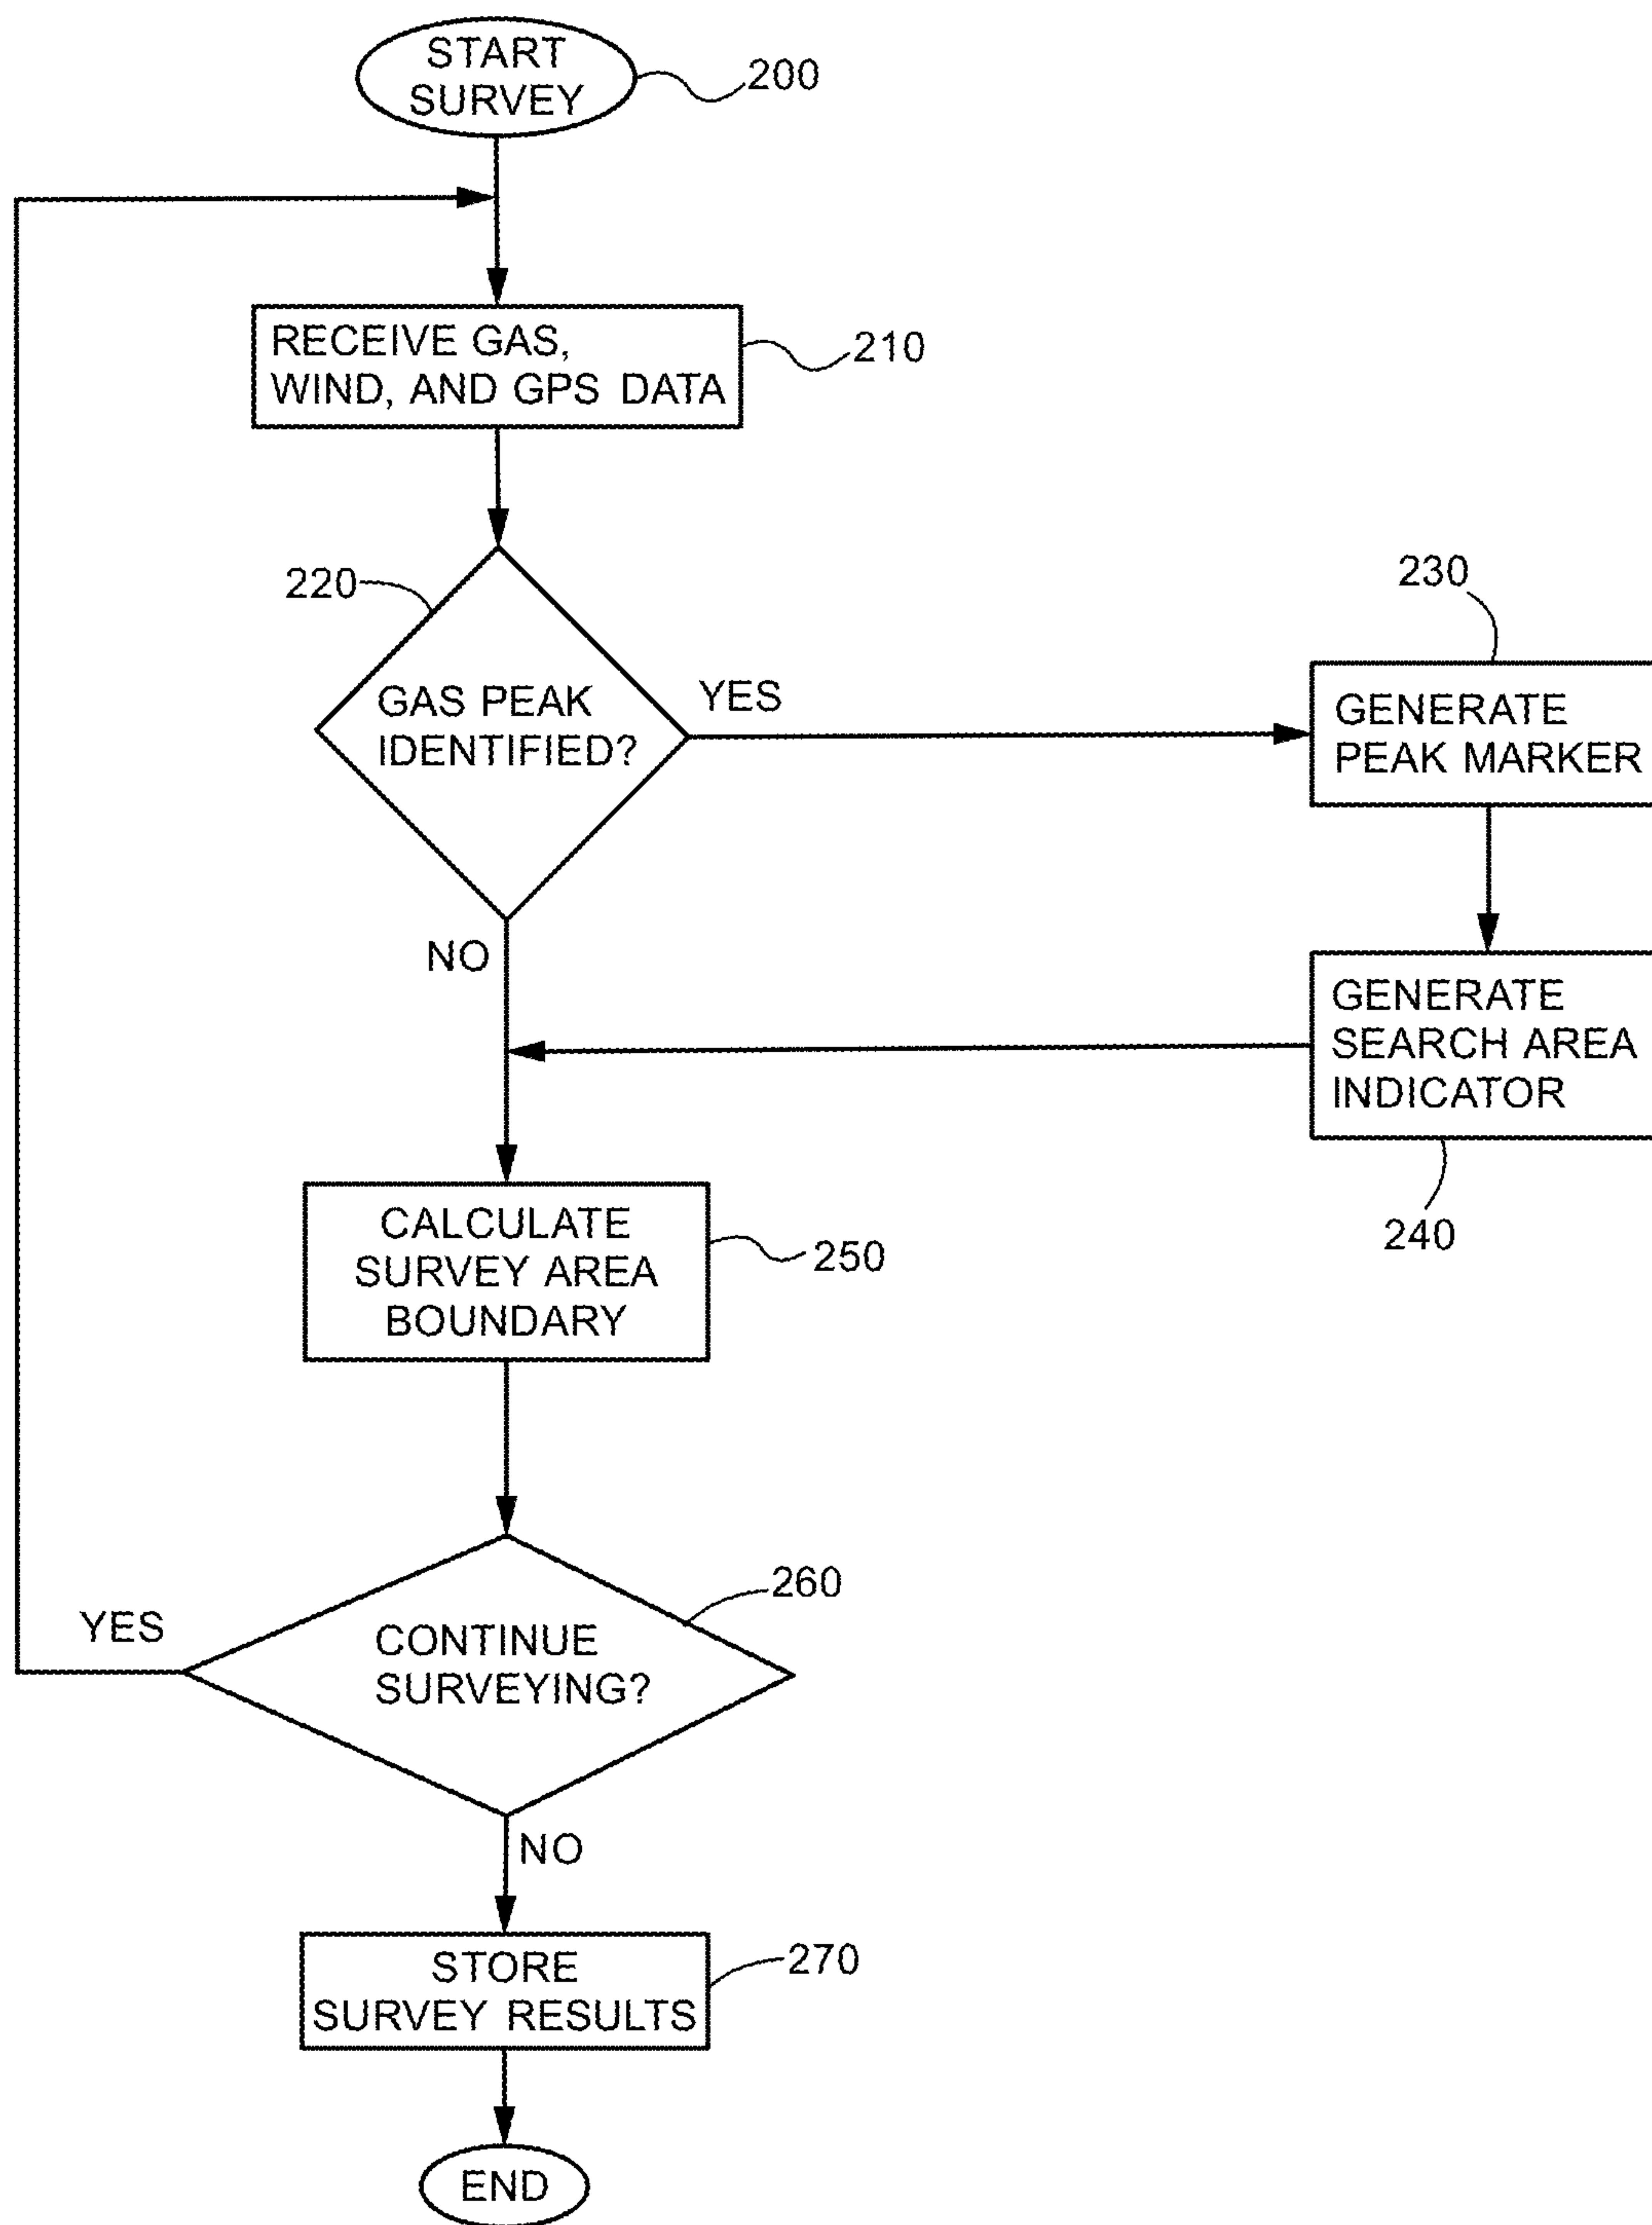 START
SURVEY
200
RECEIVE GAS,
WIND, AND GPS DATA
210
220
GAS PEAK
IDENTIFIED?
YES
230
GENERATE
PEAK MARKER
NO
GENERATE
SEARCH AREA
INDICATOR
240
CALCULATE
SURVEY AREA
BOUNDARY
250
260
YES
CONTINUE
SURVEYING?
NO
STORE
SURVEY RESULTS
270
END